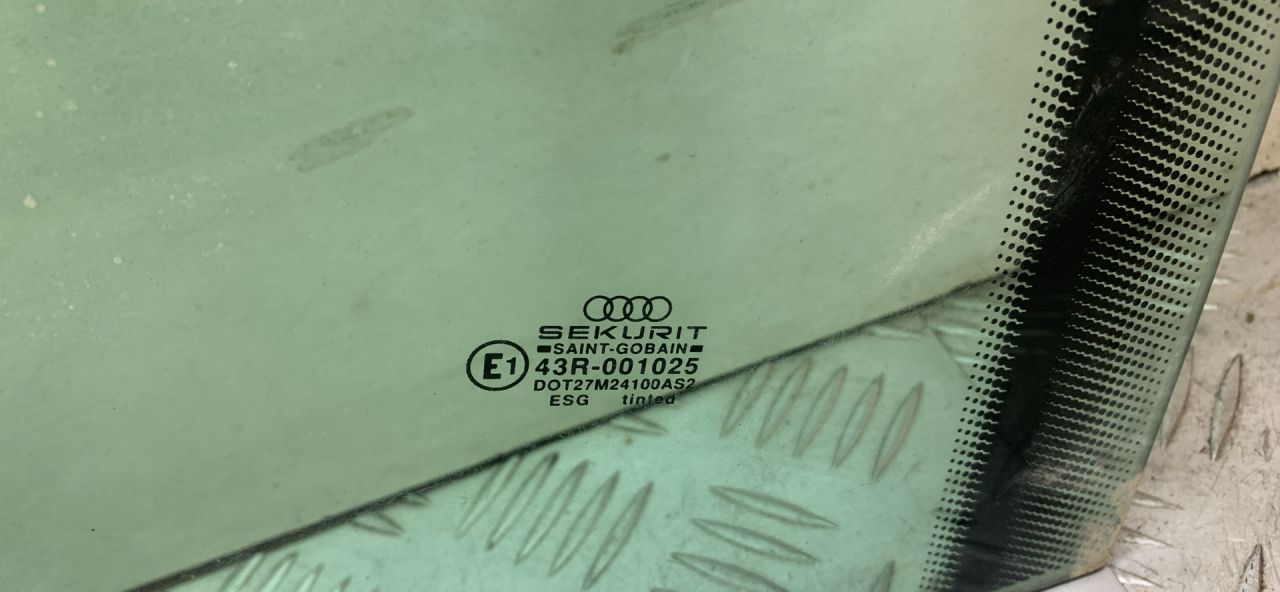 SEKURIT
SAINT-GOBAIN
E1 43R-001025
DOT27M24100AS2
ESG tinted